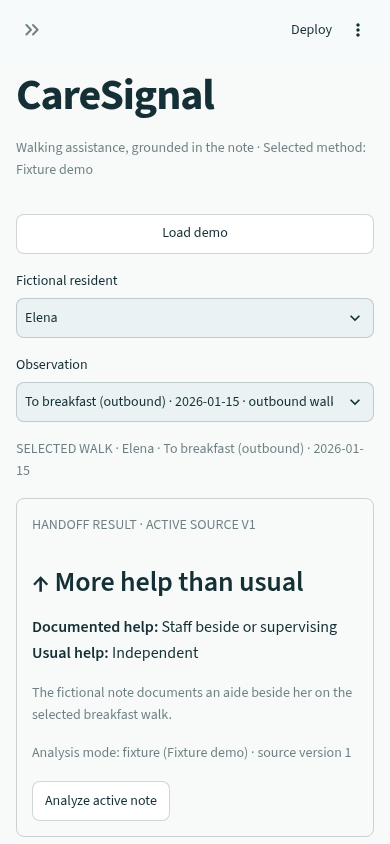 Deploy
CareSignal
Walking assistance, grounded in the note · Selected method:
Fixture demo
Load demo
Fictional resident
Elena
Observation
To breakfast (outbound) · 2026-01-15 · outbound wall
SELECTED WALK · Elena · To breakfast (outbound) · 2026-01-
15
HANDOFF RESULT · ACTIVE SOURCE V1
↑ More help than usual
Documented help: Staff beside or supervising
Usual help: Independent
The fictional note documents an aide beside her on the
selected breakfast walk.
Analysis mode: fixture (Fixture demo) · source version 1
Analyze active note